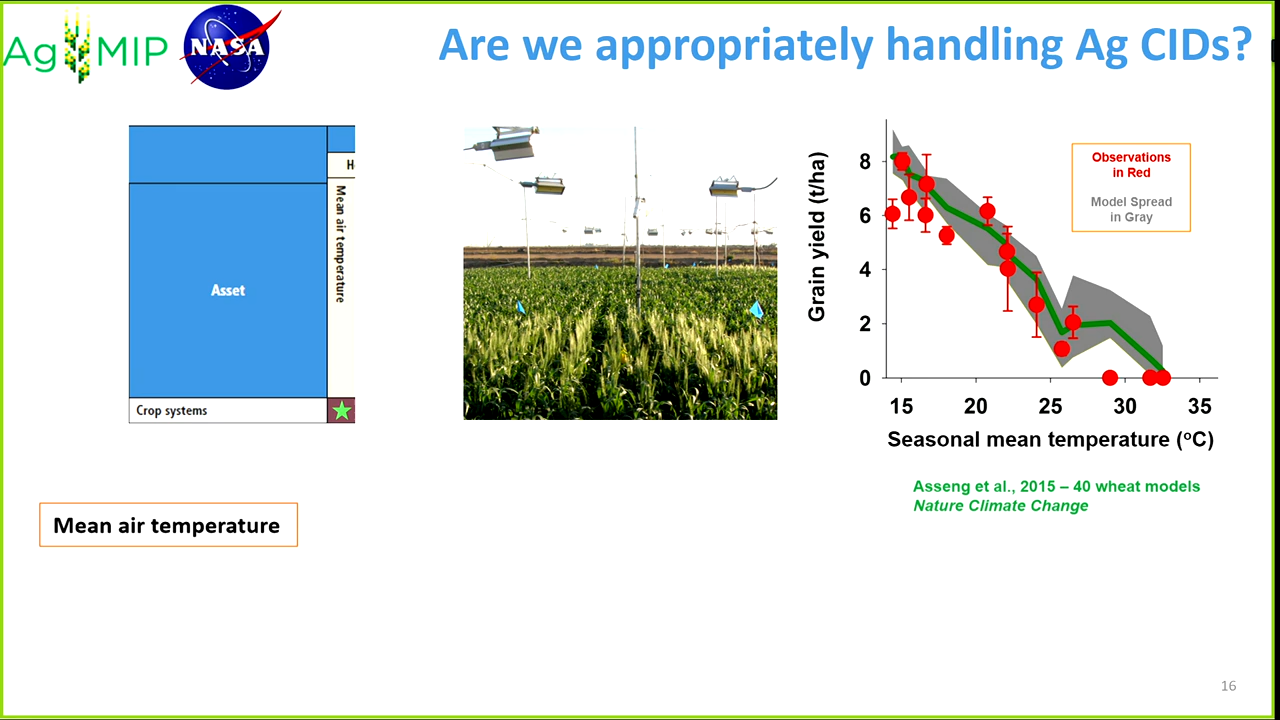 AgMIP
NASA
Are we appropriately handling Ag CIDs?
Asset
H
Mean air temperature
Crop systems
Grain yield (t/ha)
8
6
4
2
0
15 20 25 30 35
Seasonal mean temperature (oC)
Observations
in Red
Model Spread
in Gray
Asseng et al., 2015 – 40 wheat models
Nature Climate Change
Mean air temperature
16